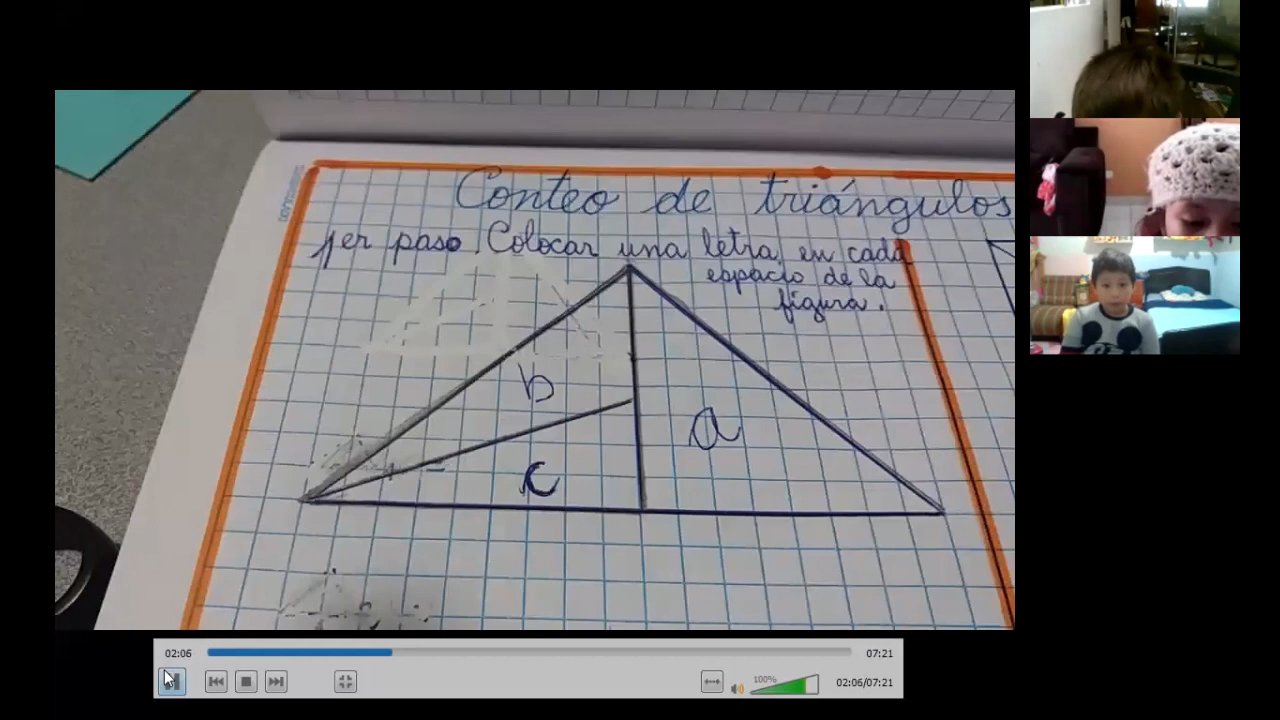 Conteo de triángulos
1er paso. Colocar una letra en cada
espacio de la
figura.
b
a
c
02:06
07:21
100%
02:06/07:21